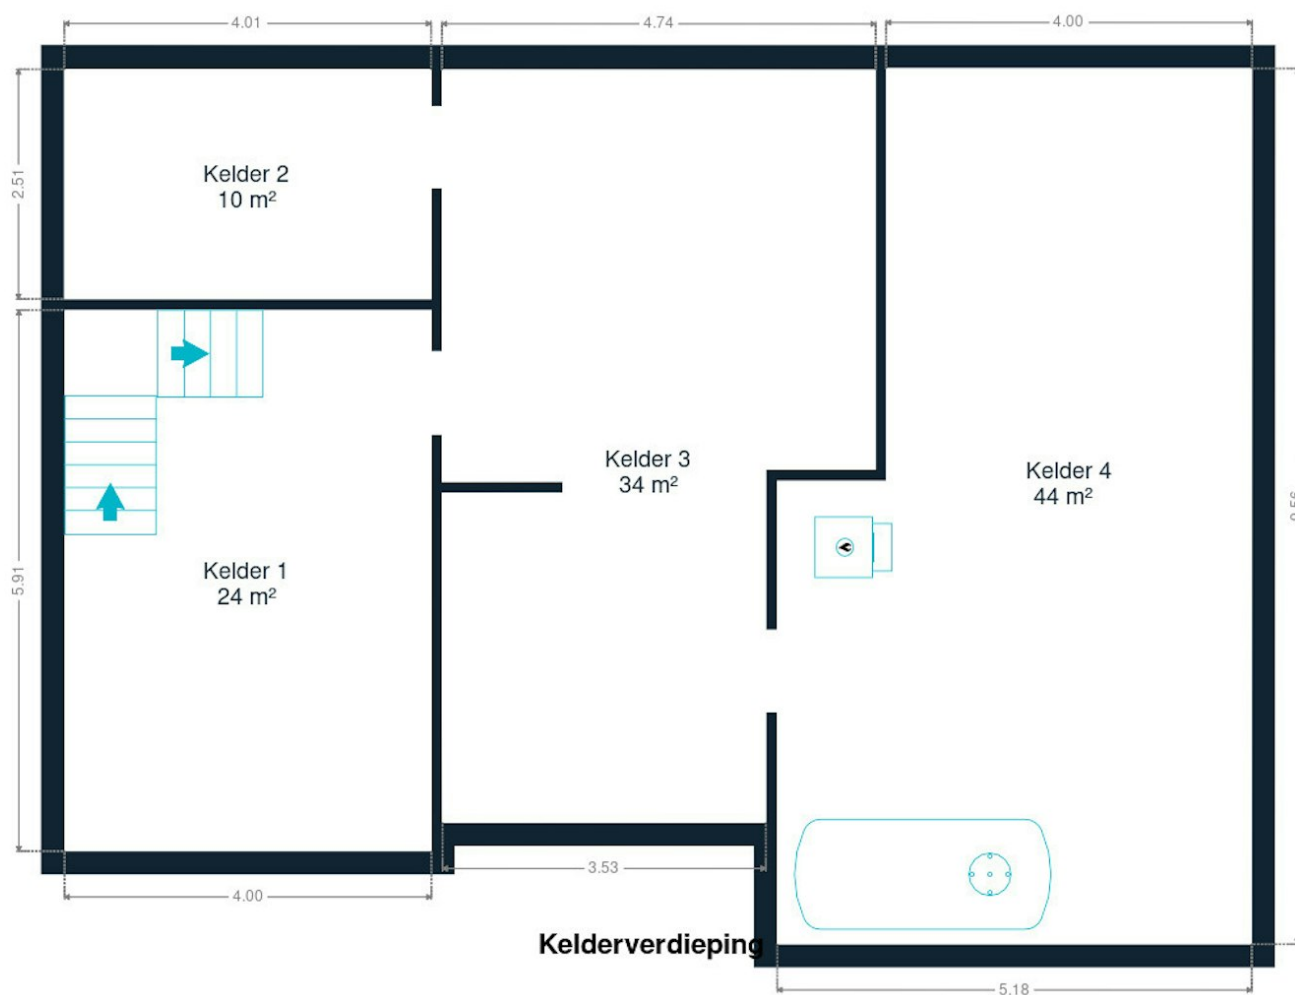 4.01
4.74
4.00
2.51
Kelder 2
10 m²
Kelder 3
34 m²
Kelder 4
44 m²
5.91
Kelder 1
24 m²
3.53
4.00
Kelderverdieping
5.18